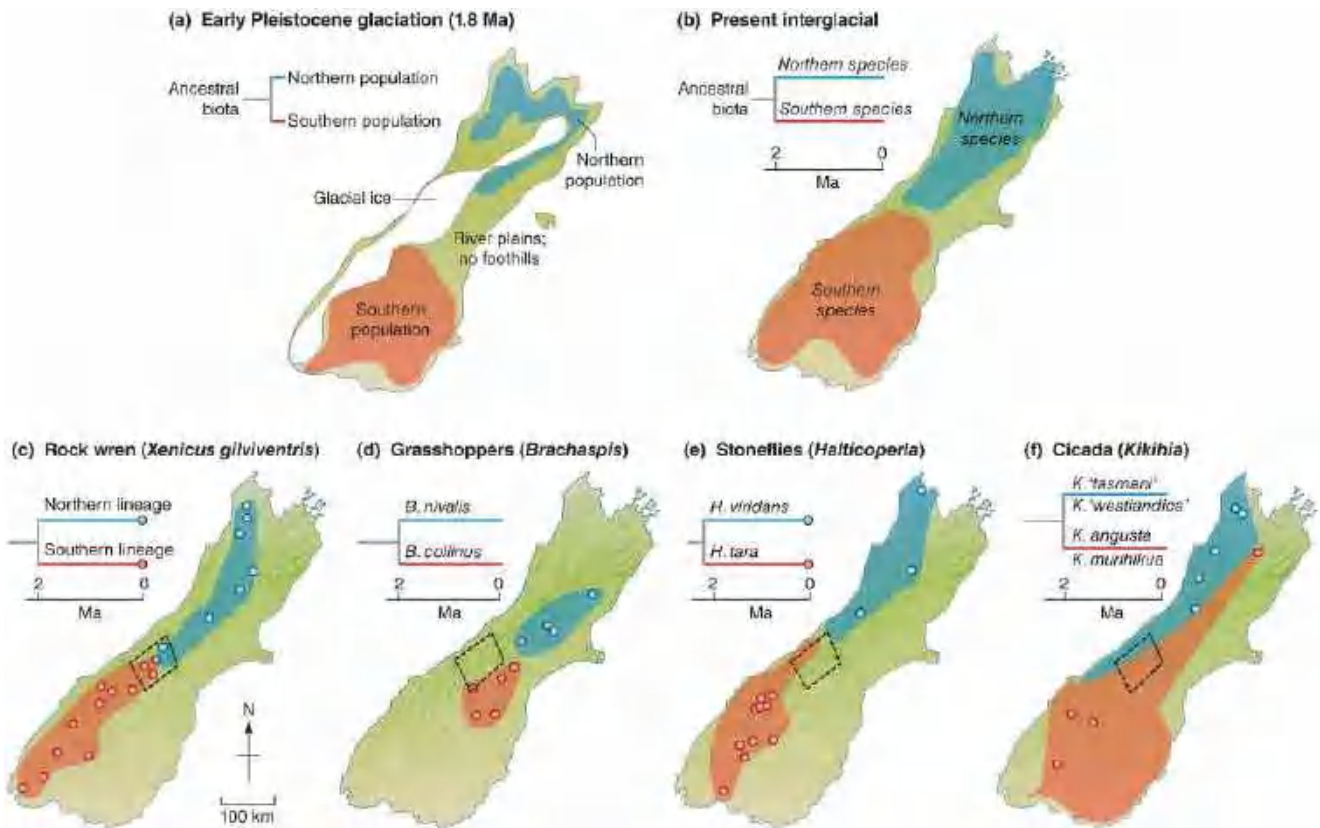 (a) Early Pleistocene glaciation (1.8 Ma)
Ancestral
biota
Northern population
Southern population
Northern
population
Glacial ice
River plains;
no foothills
Southern
population
(b) Present interglacial
Ancestral
biota
Northern species
Southern species
2
0
Ma
Northern
species
Southern
species
(c) Rock wren (Xenicus gilviventris)
Northern lineage
Southern lineage
2
0
Ma
N
100 km
(d) Grasshoppers (Brachaspis)
B. nivalis
B. collinus
2
0
Ma
(e) Stoneflies (Halticoperla)
H. viridans
H. tara
2
0
Ma
(f) Cicada (Kikihia)
K. 'tasmani'
K. 'westlandica'
K. angusta
K. murihikua
2
0
Ma